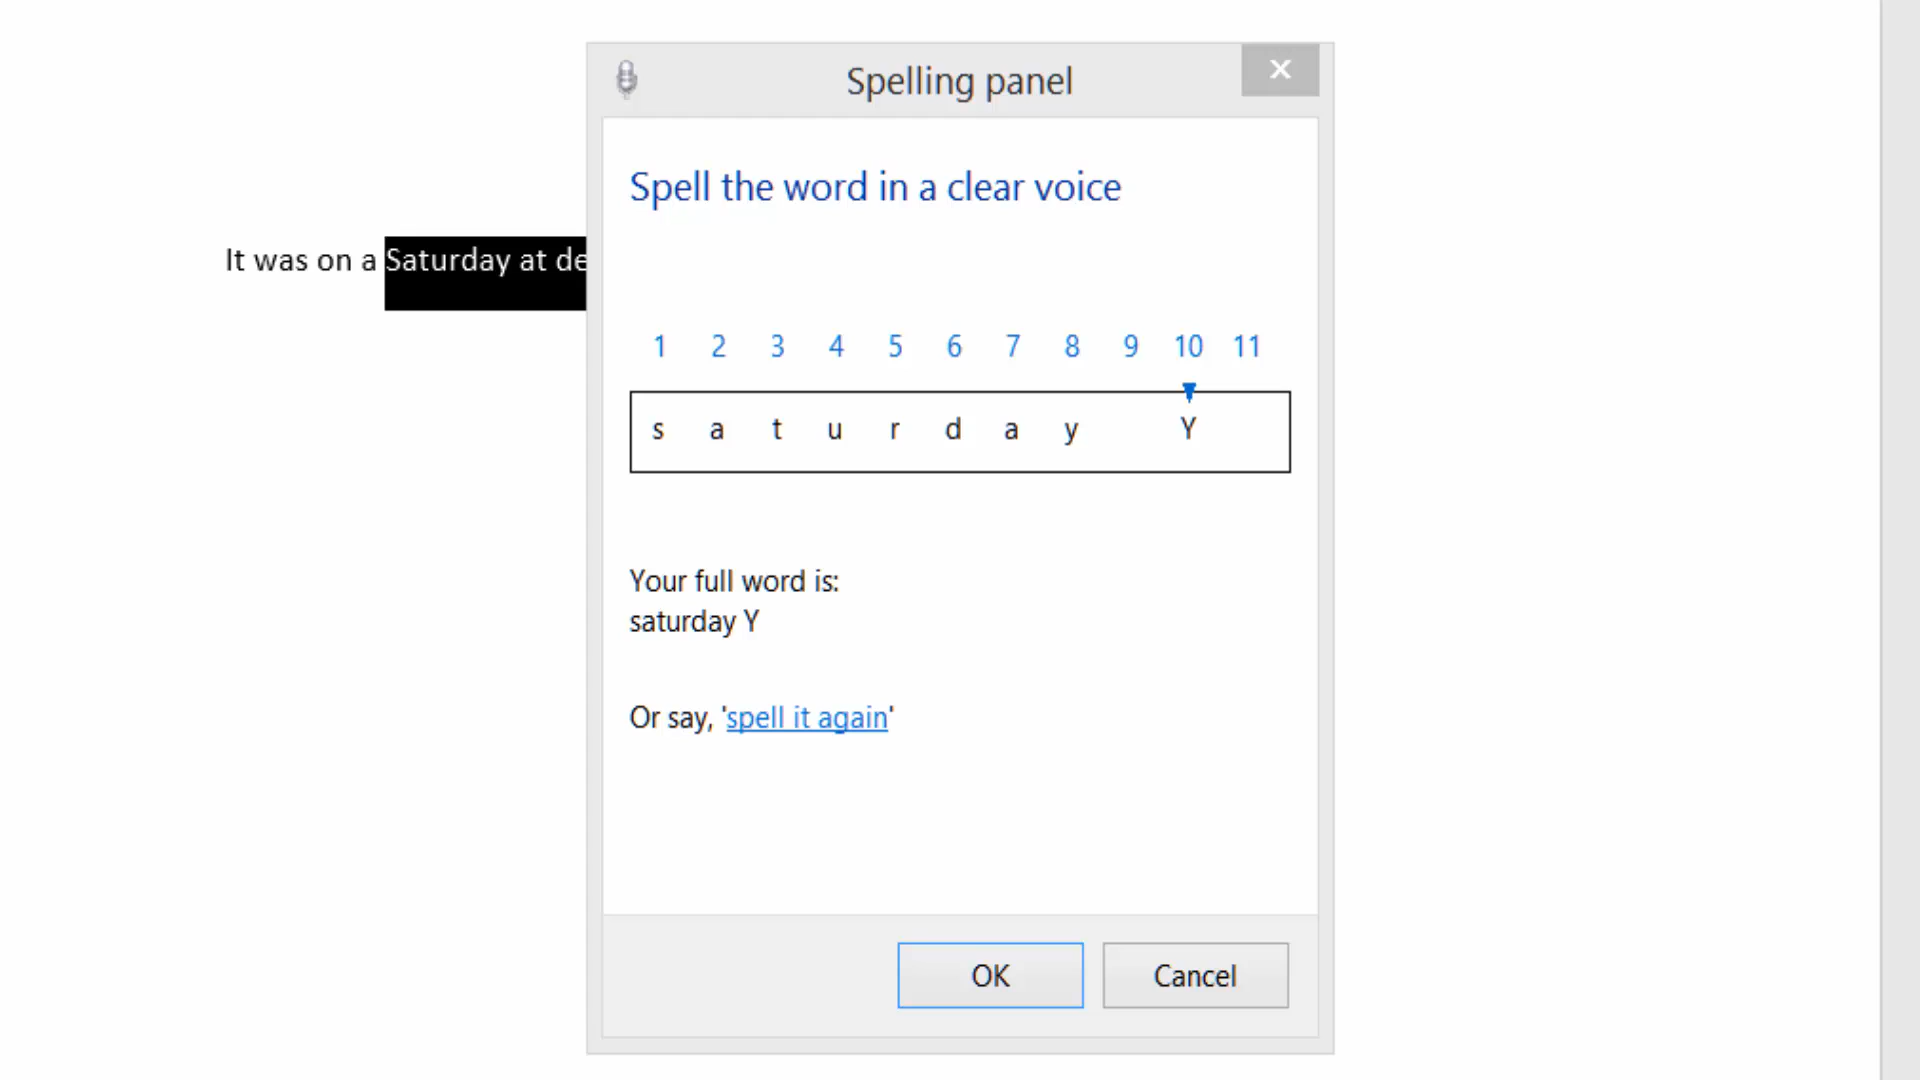 Spelling panel
Spell the word in a clear voice
It was on a Saturday at
1 2 3 4 5 6 7 8 9 10 11
s a t u r d a y Y
Your full word is:
saturday Y
Or say, 'spell it again'
OK Cancel